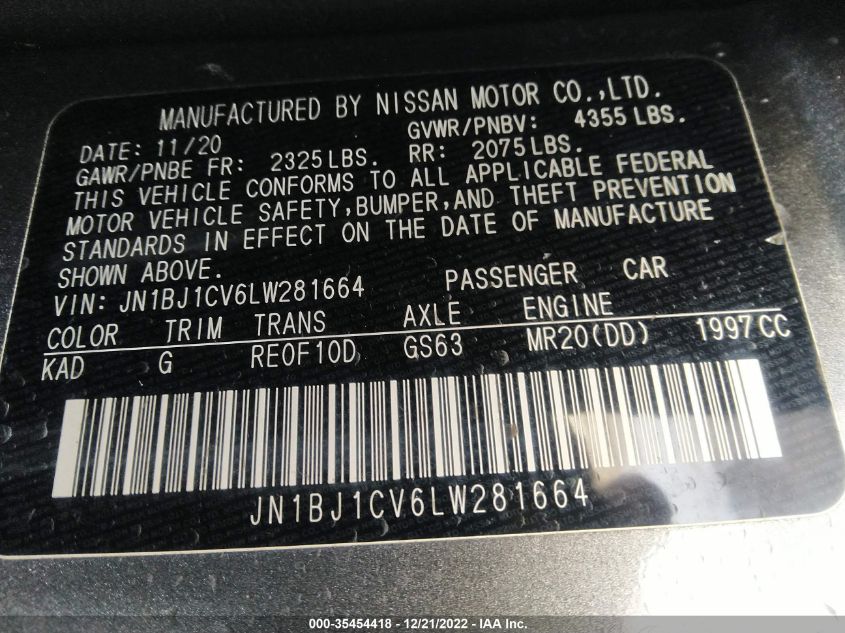 MANUFACTURED BY NISSAN MOTOR CO.,LTD.
DATE: 11/20 GVWR/PNBV: 4355 LBS.
GAWR/PNBE FR: 2325 LBS. RR: 2075 LBS.
THIS VEHICLE CONFORMS TO ALL APPLICABLE FEDERAL
MOTOR VEHICLE SAFETY,BUMPER,AND THEFT PREVENTION
STANDARDS IN EFFECT ON THE DATE OF MANUFACTURE
SHOWN ABOVE.
VIN: JN1BJ1CV6LW281664 PASSENGER CAR
COLOR TRIM TRANS AXLE ENGINE
KAD G RE0F10D GS63 MR20(DD) 1997CC
JN1BJ1CV6LW281664
000-35454418 - 12/21/2022 - IAA Inc.